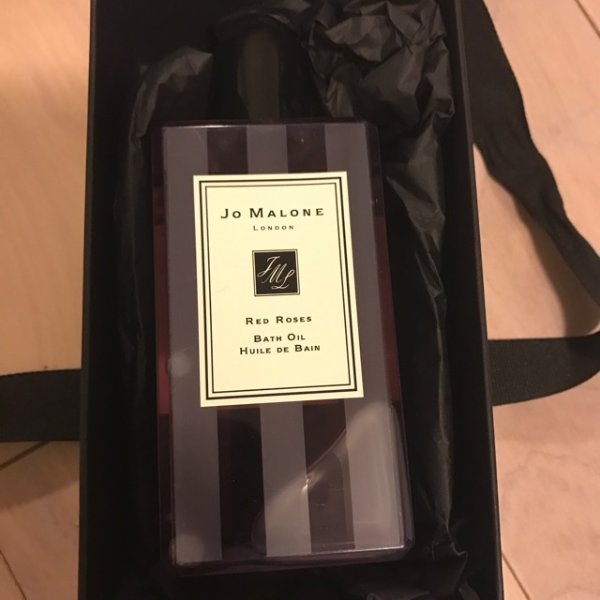 JO MALONE
LONDON
JML
RED ROSES
BATH OIL
HUILE DE BAIN